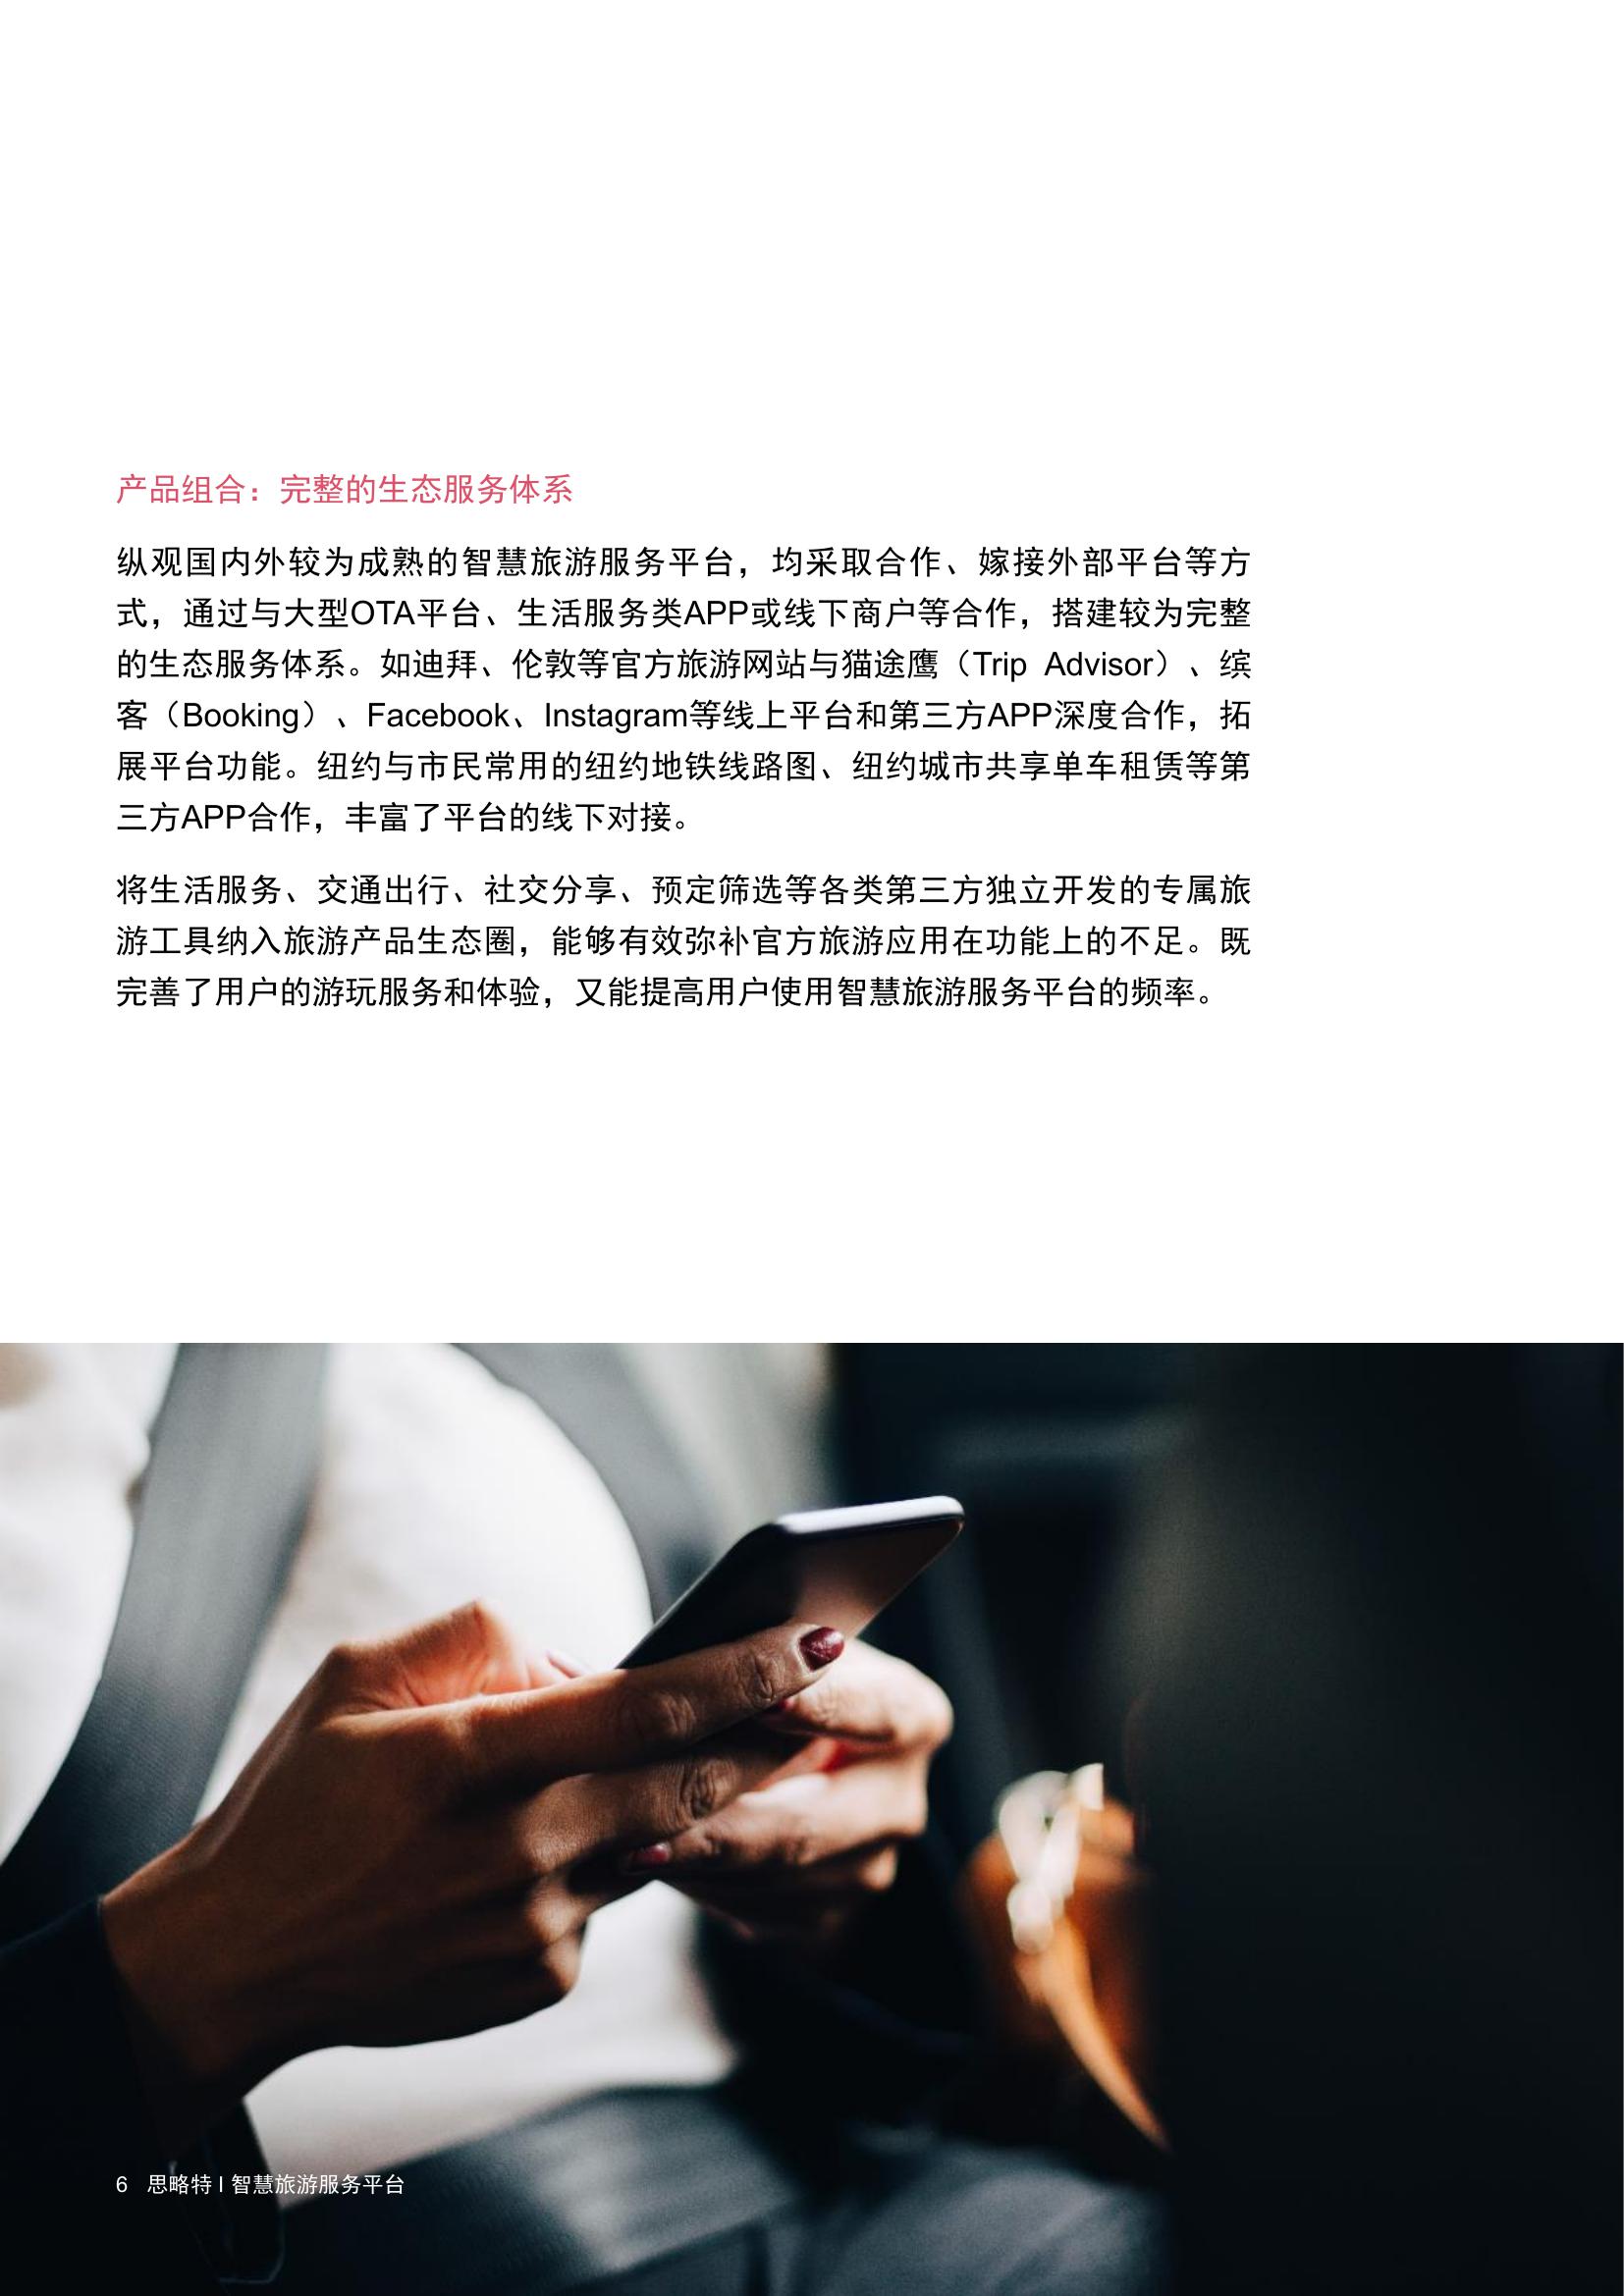 产品组合：完整的生态服务体系
纵观国内外较为成熟的智慧旅游服务平台，均采取合作、嫁接外部平台等方
式，通过与大型OTA平台、生活服务类APP或线下商户等合作，搭建较为完整
的生态服务体系。如迪拜、伦敦等官方旅游网站与猫途鹰（Trip Advisor）、缤
客（Booking）、Facebook、Instagram等线上平台和第三方APP深度合作，拓
展平台功能。纽约与市民常用的纽约地铁线路图、纽约城市共享单车租赁等第
三方APP合作，丰富了平台的线下对接。
将生活服务、交通出行、社交分享、预定筛选等各类第三方独立开发的专属旅
游工具纳入旅游产品生态圈，能够有效弥补官方旅游应用在功能上的不足。既
完善了用户的游玩服务和体验，又能提高用户使用智慧旅游服务平台的频率。
6 思略特 l 智慧旅游服务平台